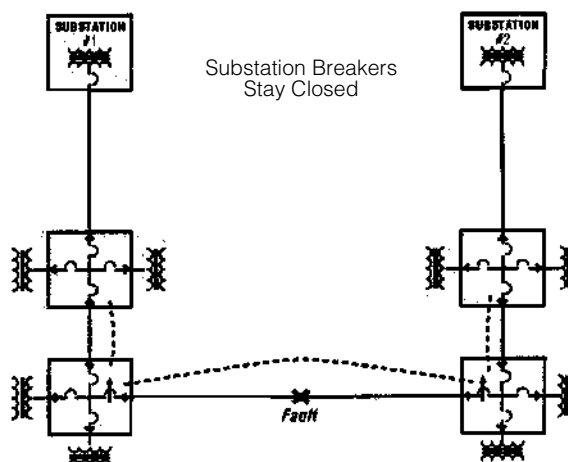 SUBSTATION
#1
Substation Breakers
Stay Closed
SUBSTATION
#2
Fault